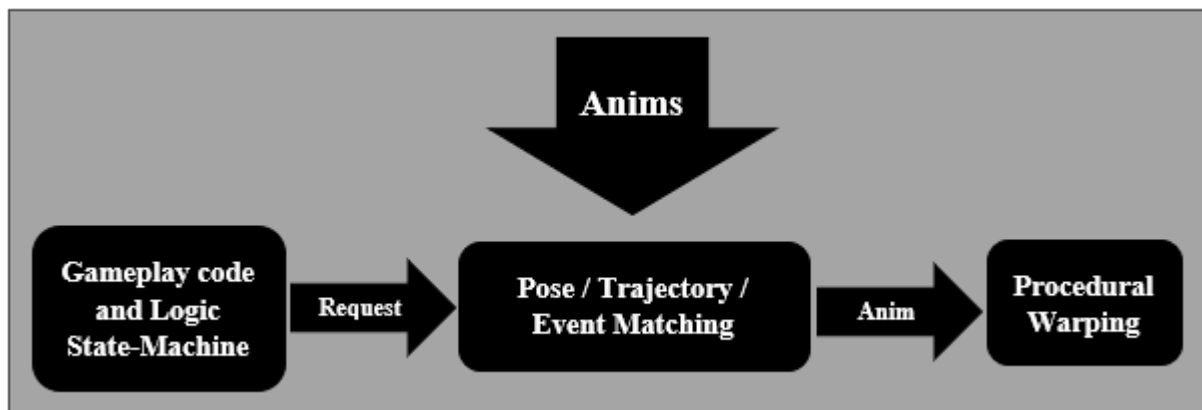 Anims
Gameplay code
and Logic
State-Machine
Request
Pose / Trajectory /
Event Matching
Anim
Procedural
Warping